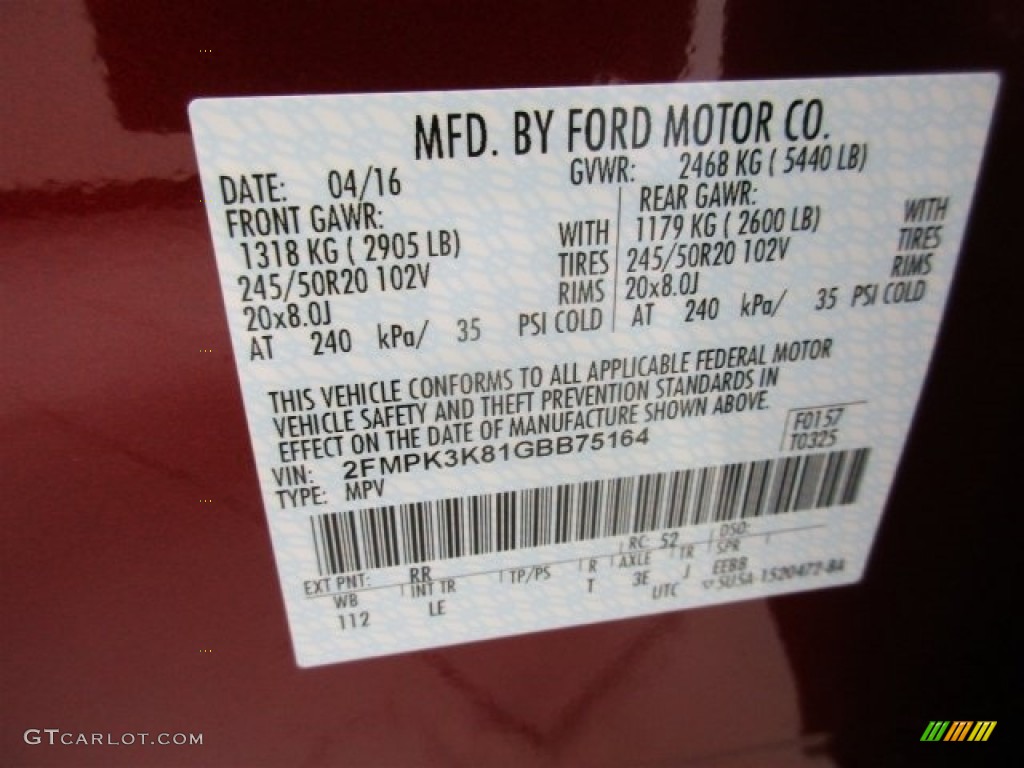 MFD. BY FORD MOTOR CO.
DATE: 04/16 GVWR: 2468 KG ( 5440 LB)
FRONT GAWR: REAR GAWR:
1318 KG ( 2905 LB) WITH 1179 KG ( 2600 LB) WITH
245/50R20 102V TIRES 245/50R20 102V TIRES
20x8.0J RIMS 20x8.0J RIMS
AT 240 kPa/ 35 PSI COLD AT 240 kPa/ 35 PSI COLD
THIS VEHICLE CONFORMS TO ALL APPLICABLE FEDERAL MOTOR
VEHICLE SAFETY AND THEFT PREVENTION STANDARDS IN
EFFECT ON THE DATE OF MANUFACTURE SHOWN ABOVE.
VIN: 2FMPK3K81GBB75164 F0157
TYPE: MPV T0325
EXT PNT: RR RC: 52 DSO:
WB INT TR TP/PS R AXLE TR SPR
112 LE T 3E J EEBB
UTC 5U5A-1520472-BA
GTCARLOT.COM